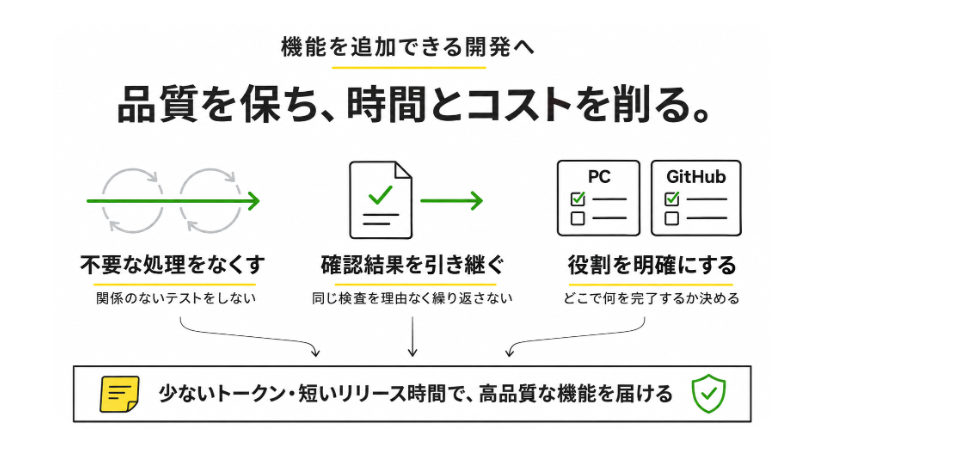 機能を追加できる開発へ
品質を保ち、時間とコストを削る。
PC
GitHub
不要な処理をなくす
確認結果を引き継ぐ
役割を明確にする
関係のないテストをしない
同じ検査を理由なく繰り返さない
どこで何を完了するか決める
少ないトークン・短いリリース時間で、高品質な機能を届ける